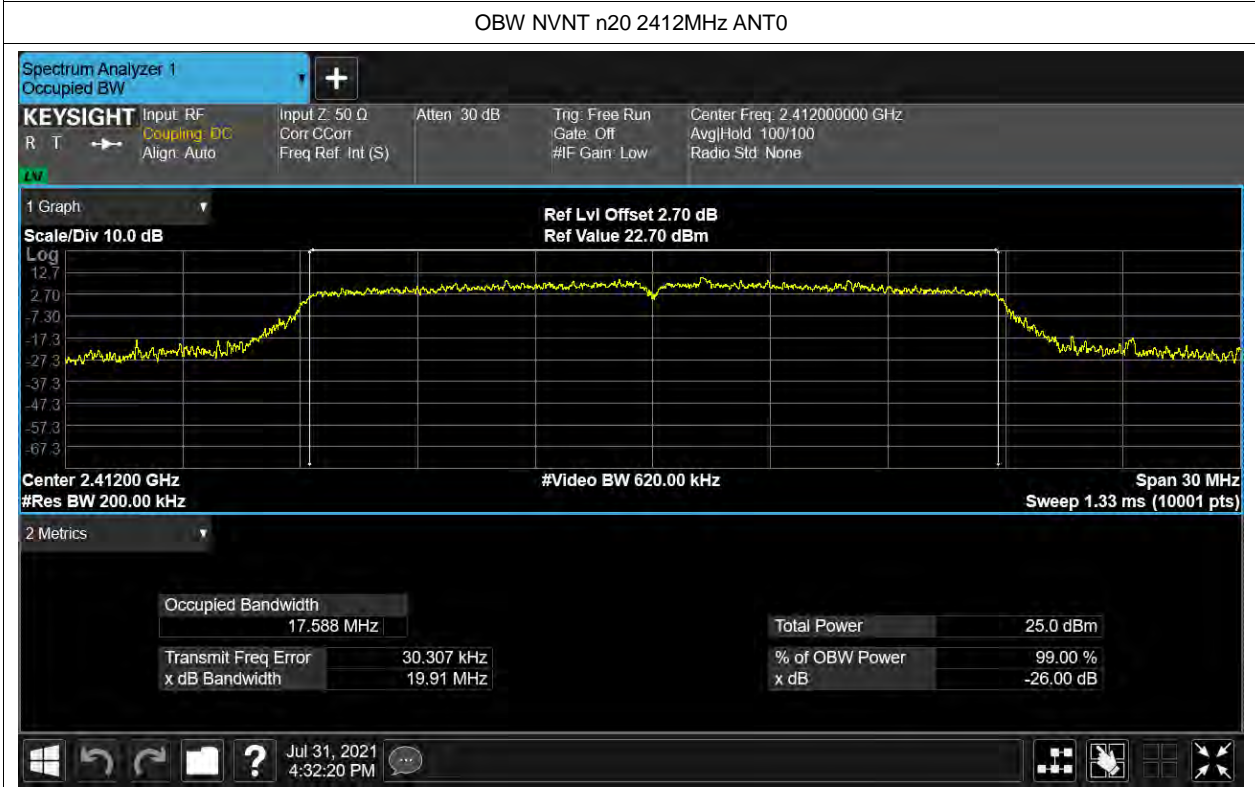 OBW NVNT n20 2412MHz ANT0
Spectrum Analyzer 1
Occupied BW
+
KEYSIGHT
R T
Input: RF
Coupling: DC
Align: Auto
Input Z: 50 Ω
Corr CCorr
Freq Ref: Int (S)
Atten: 30 dB
Trig: Free Run
Gate: Off
#IF Gain: Low
Center Freq: 2.412000000 GHz
Avg|Hold: 100/100
Radio Std: None
1 Graph
Scale/Div 10.0 dB
Ref Lvl Offset 2.70 dB
Ref Value 22.70 dBm
Log
12.7
2.70
-7.30
-17.3
-27.3
-37.3
-47.3
-57.3
-67.3
Center 2.41200 GHz
#Video BW 620.00 kHz
Span 30 MHz
#Res BW 200.00 kHz
Sweep 1.33 ms (10001 pts)
2 Metrics
Occupied Bandwidth
17.588 MHz
Total Power 25.0 dBm
Transmit Freq Error 30.307 kHz
% of OBW Power 99.00 %
x dB Bandwidth 19.91 MHz
x dB -26.00 dB
?
Jul 31, 2021
4:32:20 PM